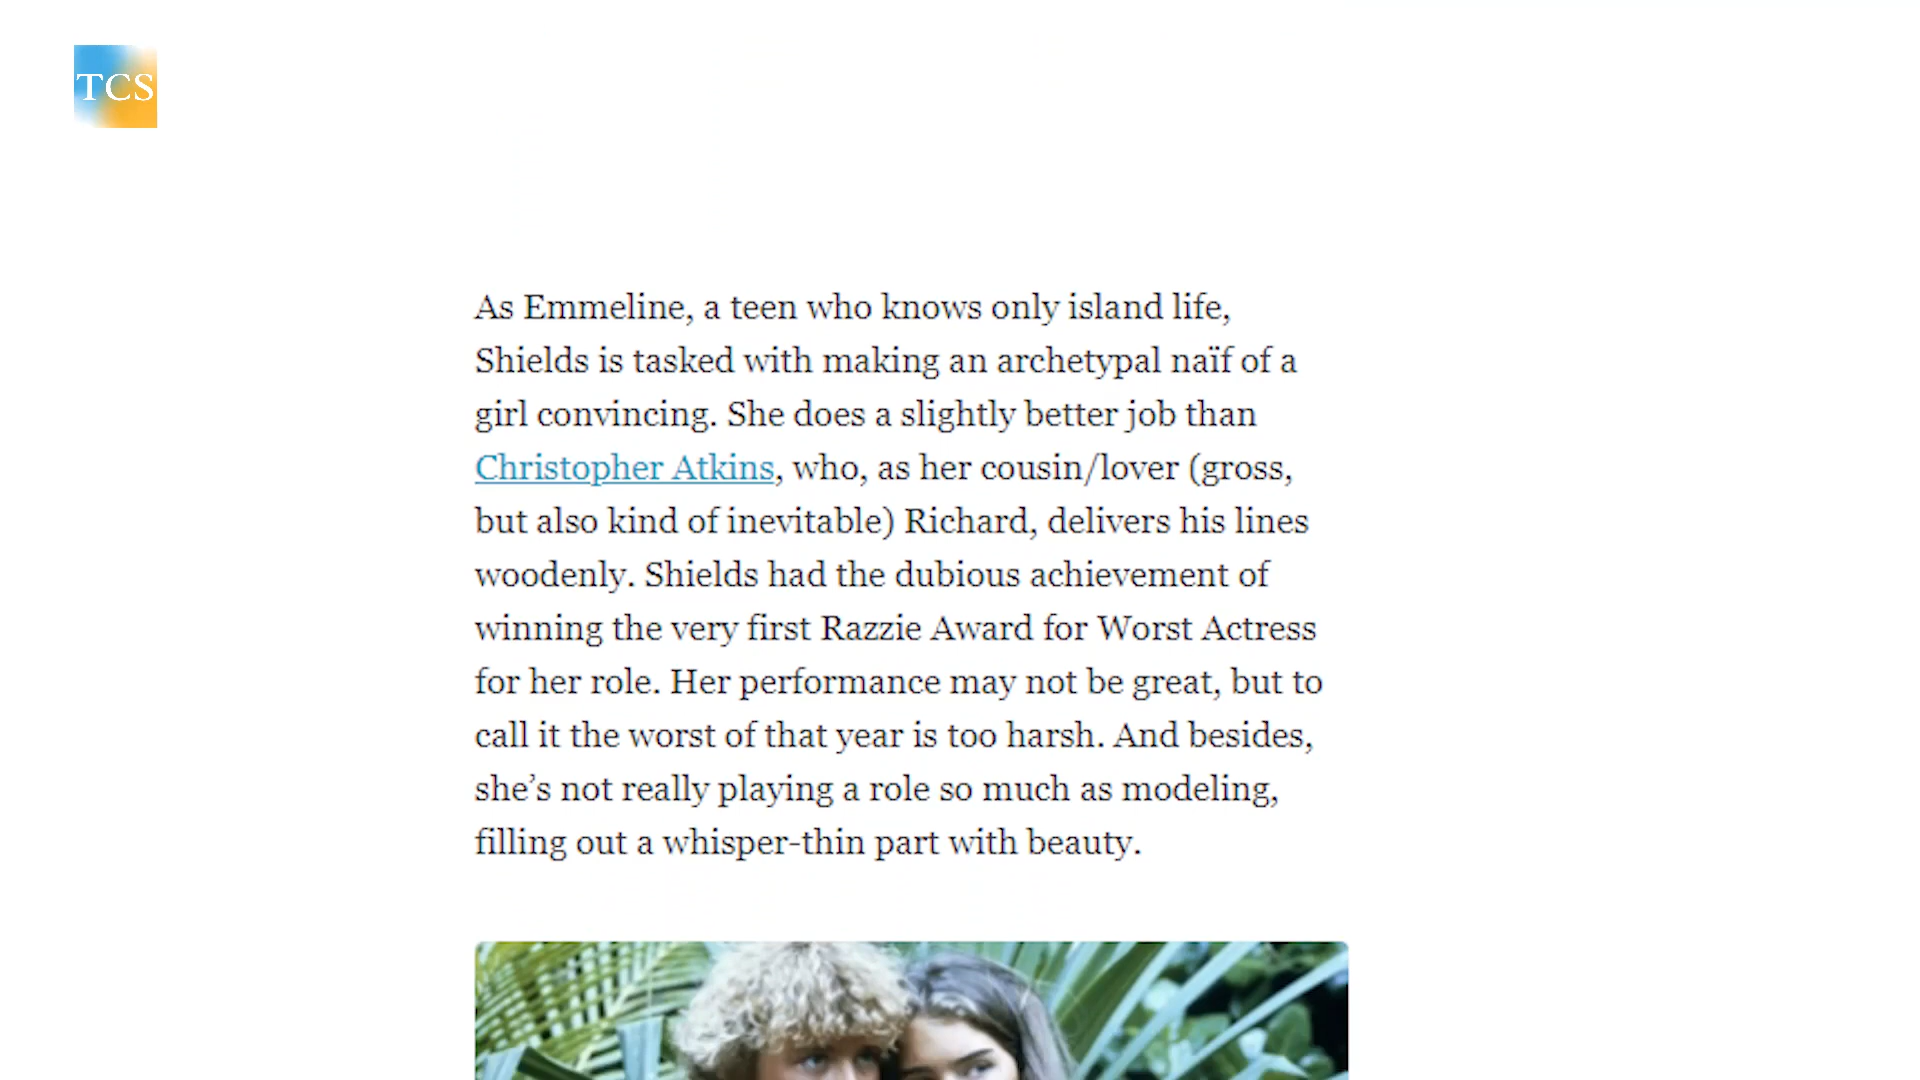 TCS
As Emmeline, a teen who knows only island life,
Shields is tasked with making an archetypal naïf of a
girl convincing. She does a slightly better job than
Christopher Atkins, who, as her cousin/lover (gross,
but also kind of inevitable) Richard, delivers his lines
woodenly. Shields had the dubious achievement of
winning the very first Razzie Award for Worst Actress
for her role. Her performance may not be great, but to
call it the worst of that year is too harsh. And besides,
she’s not really playing a role so much as modeling,
filling out a whisper-thin part with beauty.